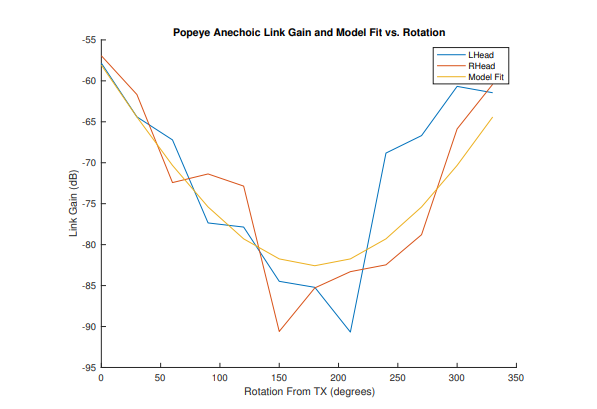 Popeye Anechoic Link Gain and Model Fit vs. Rotation
LHead
RHead
Model Fit
Link Gain (dB)
-55
-60
-65
-70
-75
-80
-85
-90
-95
0 50 100 150 200 250 300 350
Rotation From TX (degrees)